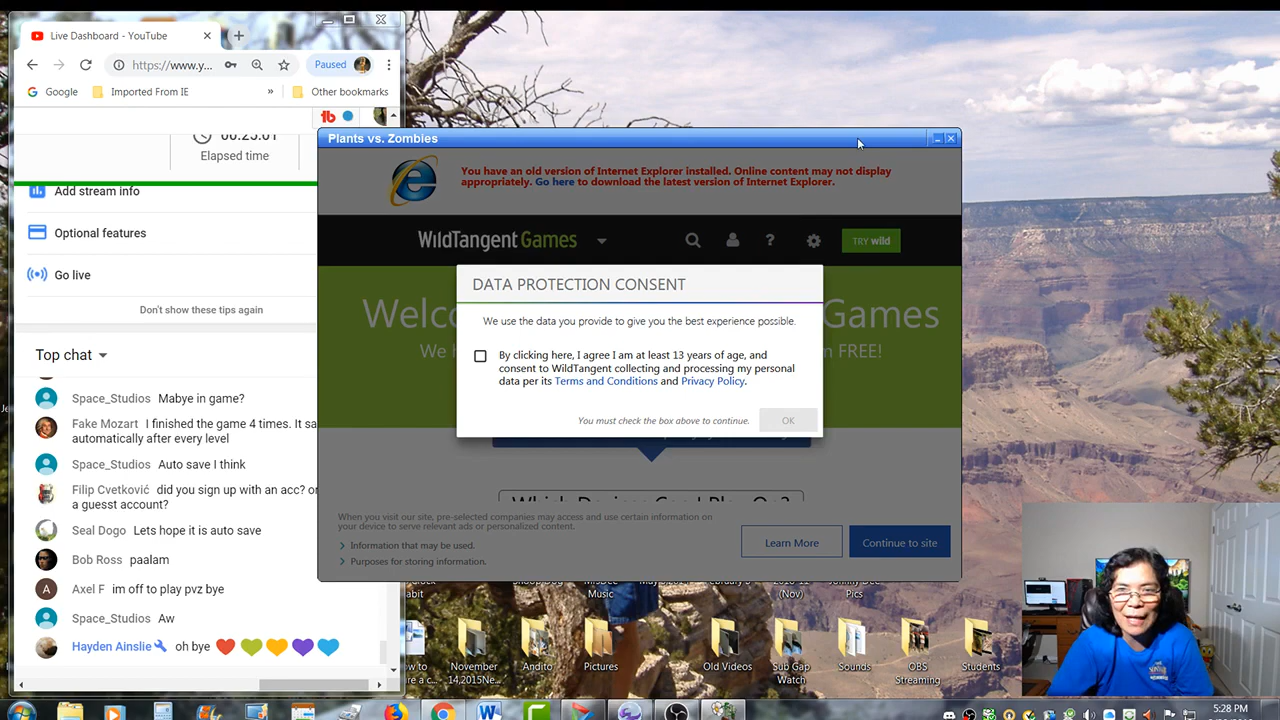 Live Dashboard - YouTube
https://www.y...
Paused
Google
Imported From IE
»
Other bookmarks
Elapsed time
Add stream info
Optional features
Go live
Don't show these tips again
Top chat
Space_Studios Mabye in game?
Fake Mozart I finished the game 4 times. It sa
automatically after every level
Space_Studios Auto save I think
Filip Cvetković did you sign up with an acc? or
a guesst account?
Seal Dogo Lets hope it is auto save
Bob Ross paalam
A
Axel F im off to play pvz bye
Space_Studios Aw
Hayden Ainslie oh bye
Plants vs. Zombies
You have an old version of Internet Explorer installed. Online content may not display
appropriately. Go here to download the latest version of Internet Explorer.
WildTangent Games
TRY wild
Games
FREE!
DATA PROTECTION CONSENT
We use the data you provide to give you the best experience possible.
By clicking here, I agree I am at least 13 years of age, and
consent to WildTangent collecting and processing my personal
data per its Terms and Conditions and Privacy Policy.
You must check the box above to continue.
OK
When you visit our site, pre-selected companies may access and use certain information on
your device to serve relevant ads or personalized content.
Information that may be used.
Purposes for storing information.
Learn More
Continue to site
Music
(Nov)
Pics
November
14,2015Ne...
Andito
Pictures
Old Videos
Sub Gap
Watch
Sounds
OBS
Streaming
Students
5:28 PM